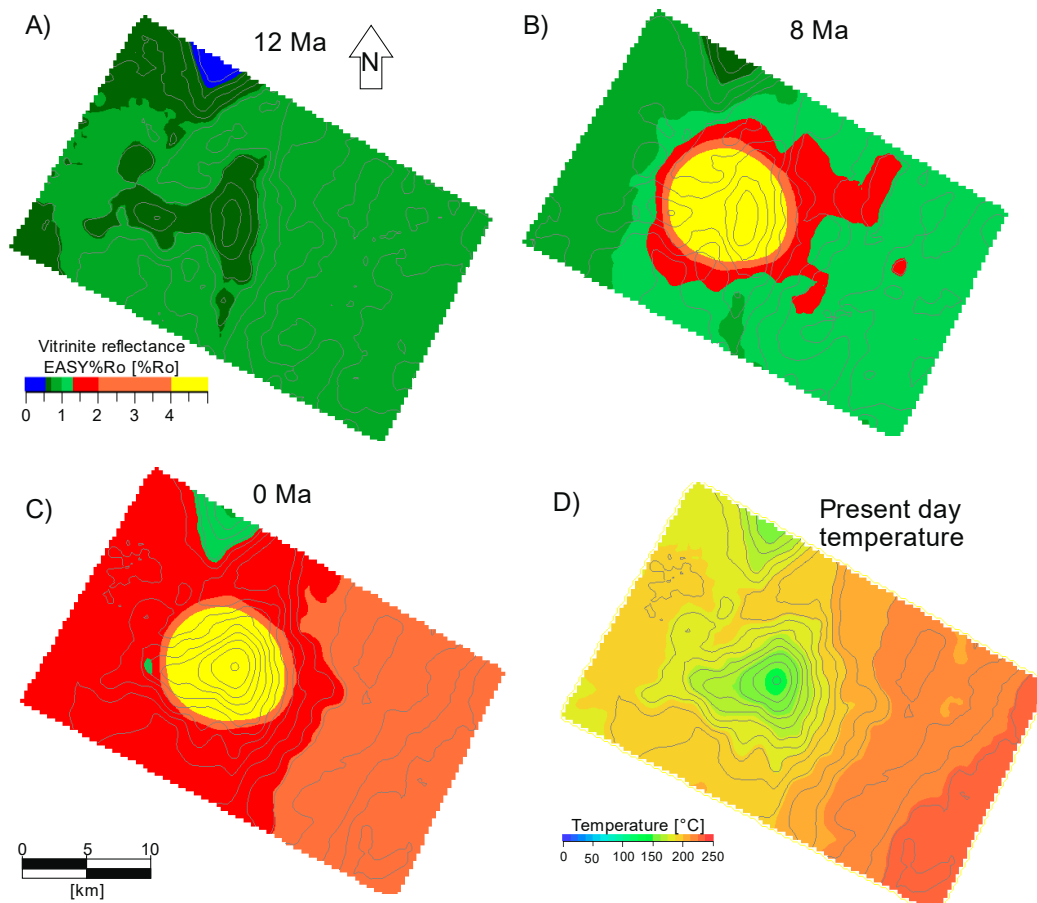 A)
12 Ma
N
B)
8 Ma
Vitrinite reflectance
EASY%Ro [%Ro]
0 1 2 3 4
C)
0 Ma
D)
Present day
temperature
0 5 10
[km]
Temperature [°C]
0 50 100 150 200 250